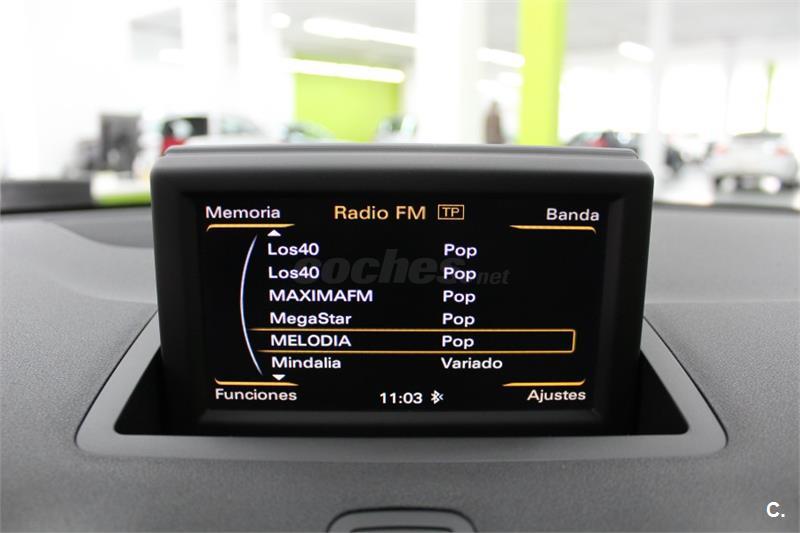 Memoria Radio FM TP Banda
Los40 Pop
Los40 Pop
coches.net
MAXIMAFM Pop
MegaStar Pop
MELODIA Pop
Mindalia Variado
Funciones 11:03 Ajustes
C.